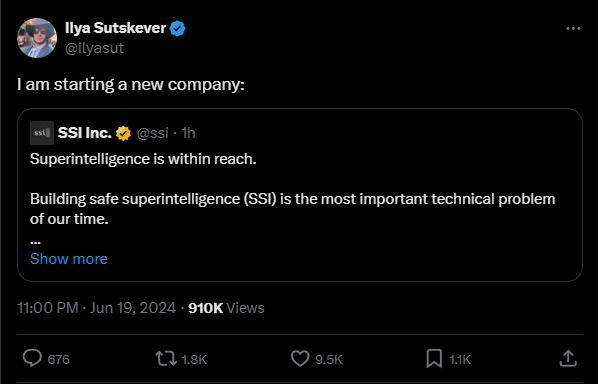 Ilya Sutskever
@ilyasut
I am starting a new company:
ssi
SSI Inc. @ssi · 1h
Superintelligence is within reach.
Building safe superintelligence (SSI) is the most important technical problem
of our time.
...
Show more
11:00 PM · Jun 19, 2024 · 910K Views
676 1.8K 9.5K 1.1K